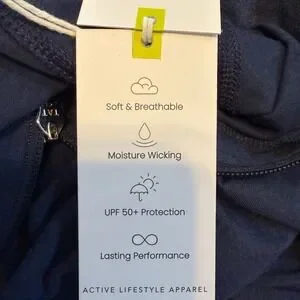 Soft & Breathable
Moisture Wicking
UPF 50+ Protection
Lasting Performance
ACTIVE LIFESTYLE APPAREL